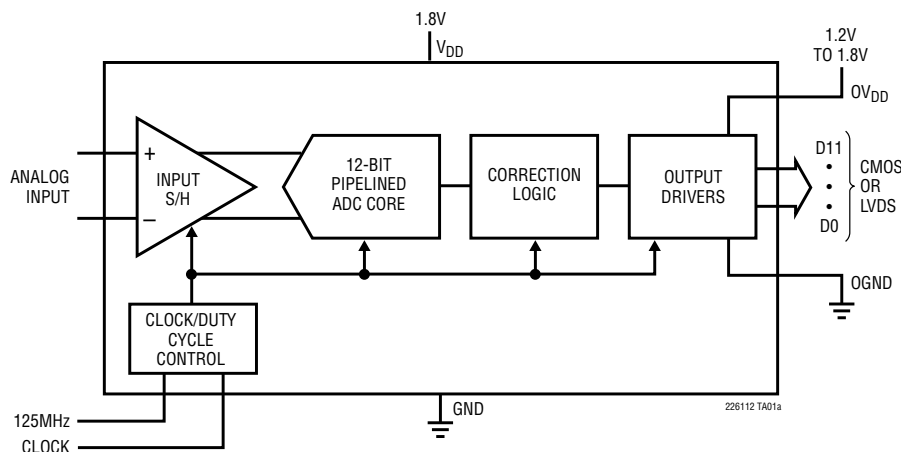 1.8V
VDD
1.2V
TO 1.8V
OVDD
ANALOG
INPUT
+
–
INPUT
S/H
12-BIT
PIPELINED
ADC CORE
CORRECTION
LOGIC
OUTPUT
DRIVERS
D11
•
•
•
D0
CMOS
OR
LVDS
OGND
CLOCK/DUTY
CYCLE
CONTROL
GND
226112 TA01a
125MHz
CLOCK